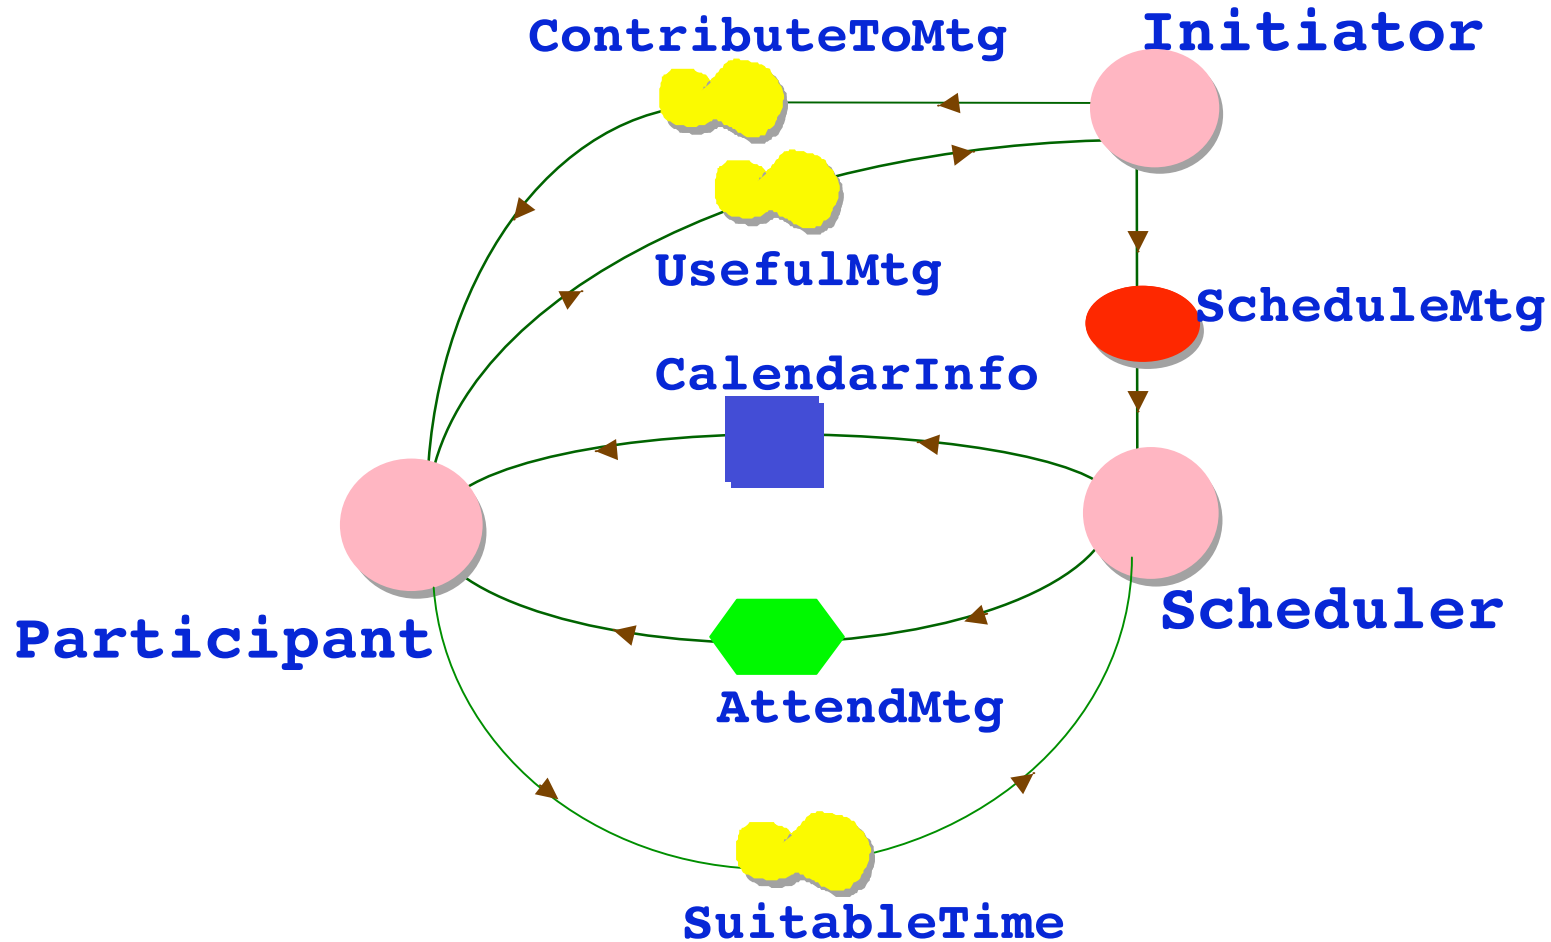 ContributeToMtg
Initiator
UsefulMtg
ScheduleMtg
CalendarInfo
Scheduler
Participant
AttendMtg
SuitableTime